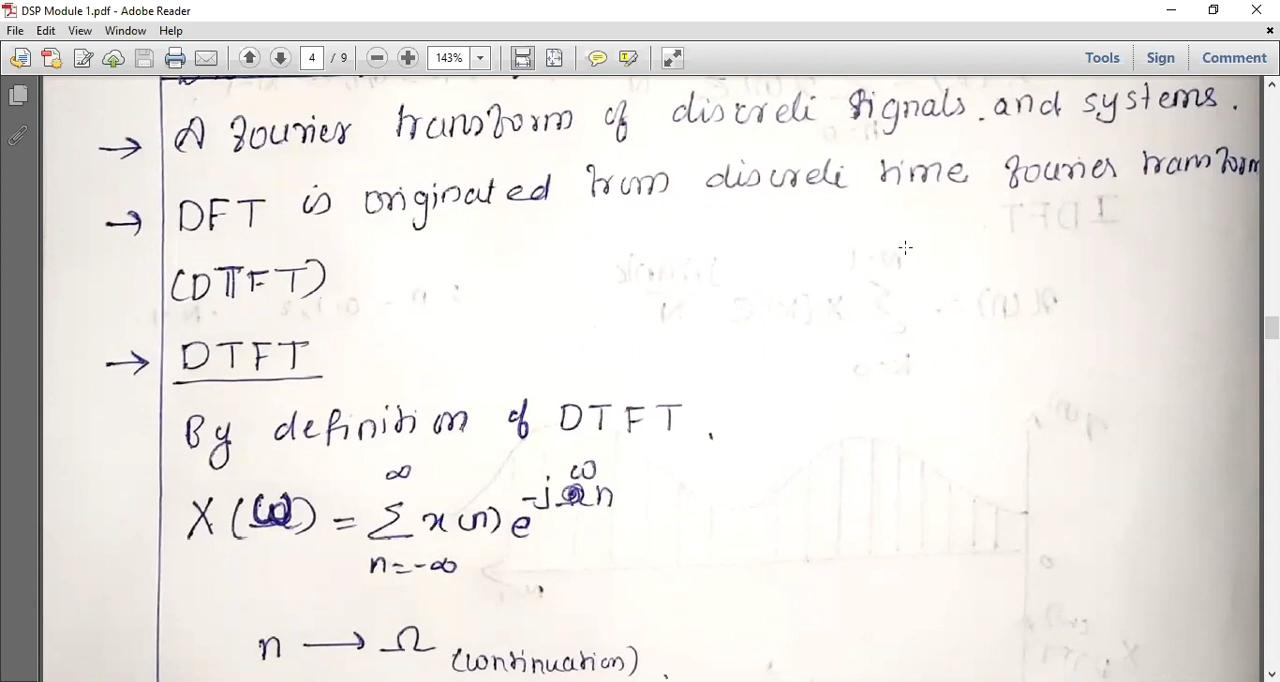 DSP Module 1.pdf - Adobe Reader
File Edit View Window Help
4 / 9 143% Tools Sign Comment
→ A fourier transform of discrete signals and systems.
→ DFT is originated from discrete time fourier transform
(DTFT)
→ DTFT
By definition of DTFT.
X(ω) = ∑_{n=-∞}^{∞} x(n) e^{-jωn}
n → Ω (continuation).